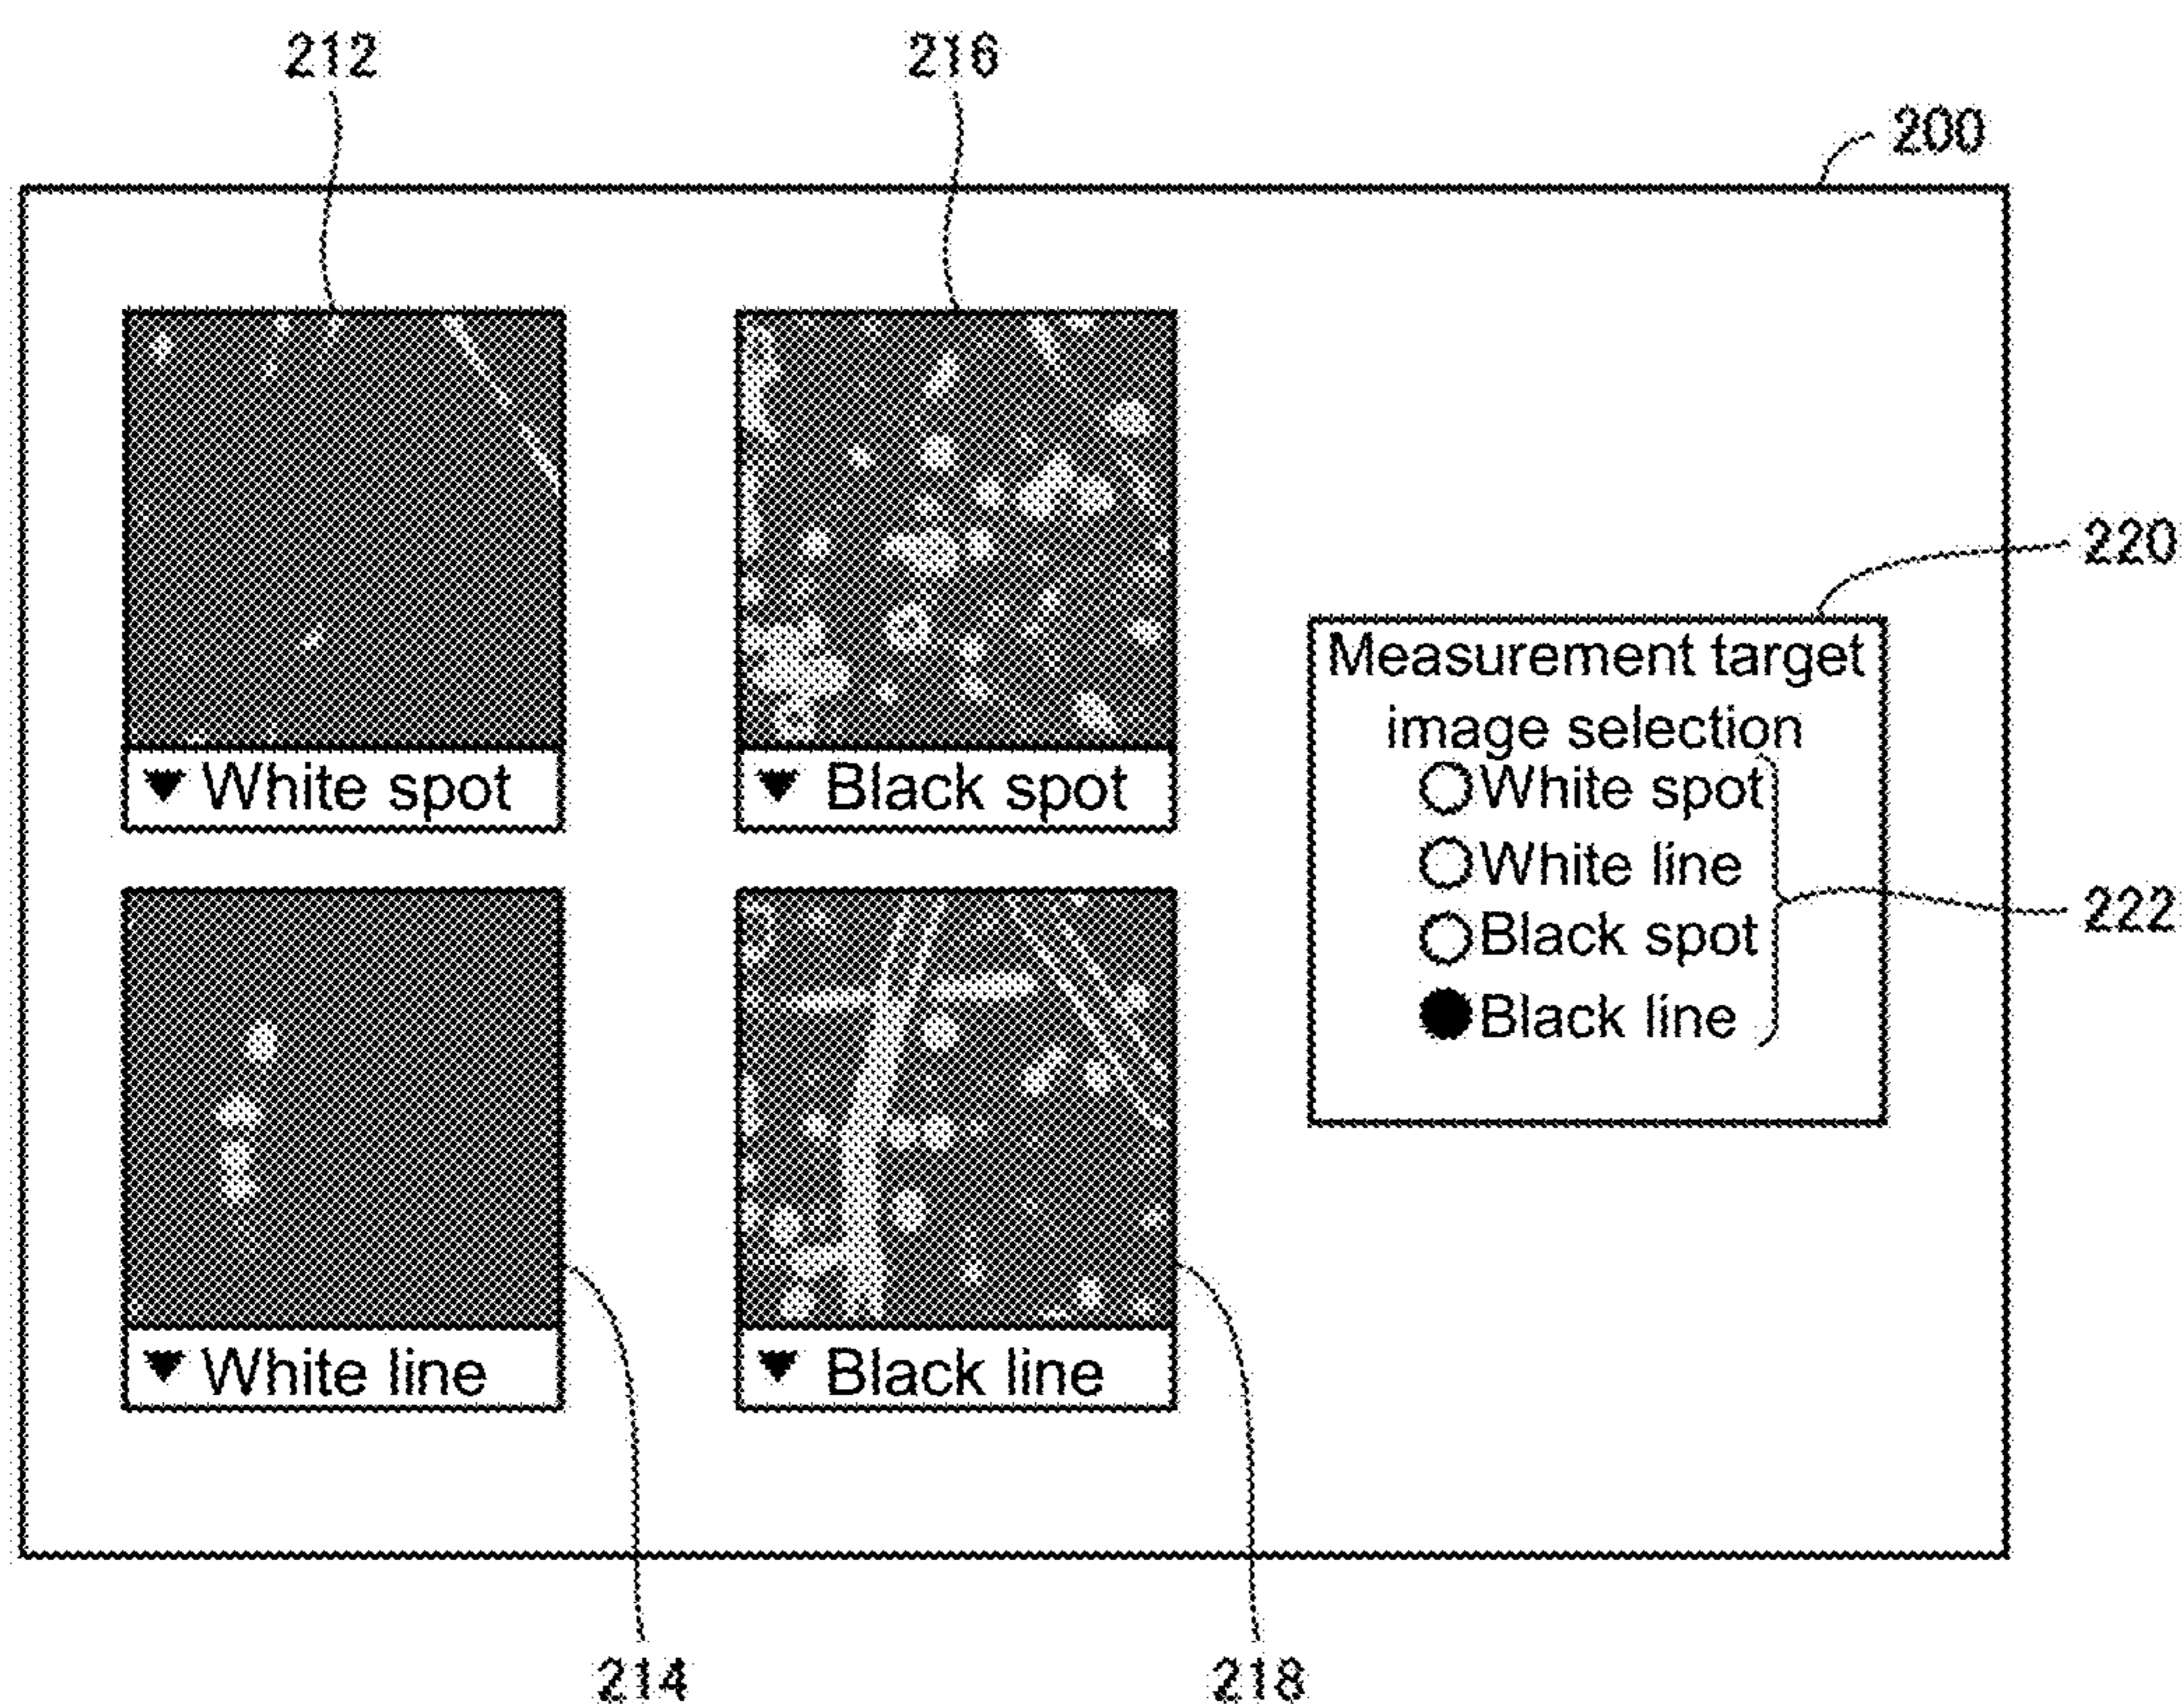 212
216
200
▼ White spot
▼ Black spot
▼ White line
▼ Black line
214
218
Measurement target
image selection
○White spot
○White line
○Black spot
●Black line
220
222